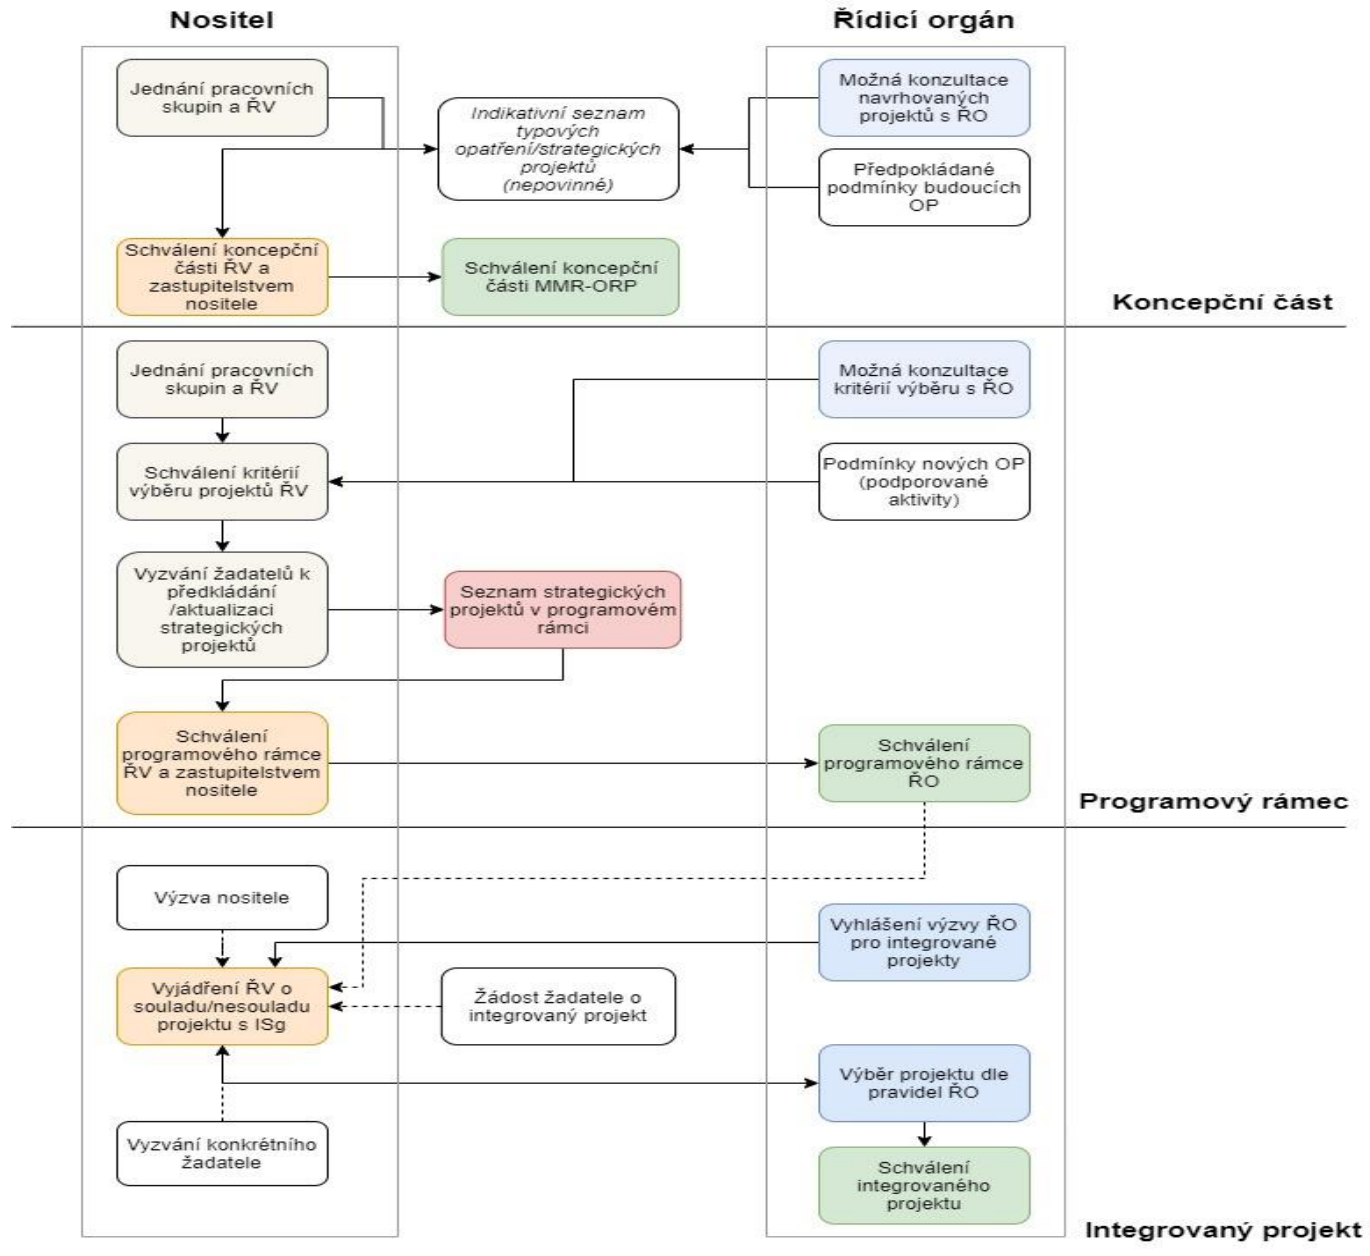 Nositel
Řídicí orgán
Jednání pracovních
skupin a ŘV
Indikativní seznam
typových
opatření/strategických
projektů
(nepovinné)
Možná konzultace
navrhovaných
projektů s ŘO
Předpokládané
podmínky budoucích
OP
Schválení koncepční
části ŘV a
zastupitelstvem
nositele
Schválení koncepční
části MMR-ORP
Koncepční část
Jednání pracovních
skupin a ŘV
Možná konzultace
kritérií výběru s ŘO
Schválení kritérií
výběru projektů ŘV
Podmínky nových OP
(podporované
aktivity)
Vyzvání žadatelů k
předkládání
/aktualizaci
strategických
projektů
Seznam strategických
projektů v programovém
rámci
Schválení
programového rámce
ŘV a zastupitelstvem
nositele
Schválení
programového rámce
ŘO
Programový rámec
Výzva nositele
Vyhlášení výzvy ŘO
pro integrované
projekty
Vyjádření ŘV o
souladu/nesouladu
projektu s ISg
Žádost žadatele o
integrovaný projekt
Výběr projektu dle
pravidel ŘO
Vyzvání konkrétního
žadatele
Schválení
integrovaného
projektu
Integrovaný projekt